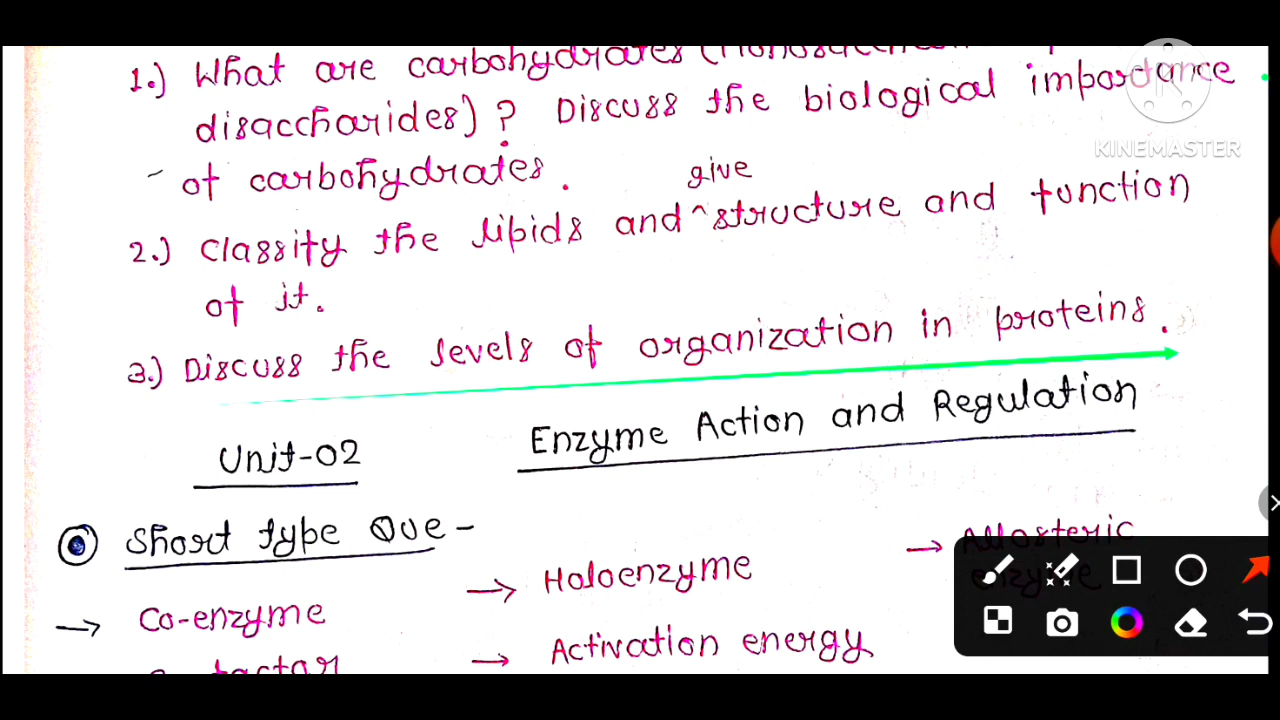 1.) What are carbohydrates (
disaccharides)? Discuss the biological importance
of carbohydrates.
KINEMASTER
give
2.) Classify the lipids and ^ structure and function
of it.
3.) Discuss the levels of organization in proteins.
Unit-02 Enzyme Action and Regulation
Short type Que -
→ Co-enzyme → Holoenzyme → Allosteric enzyme
→ Activation energy